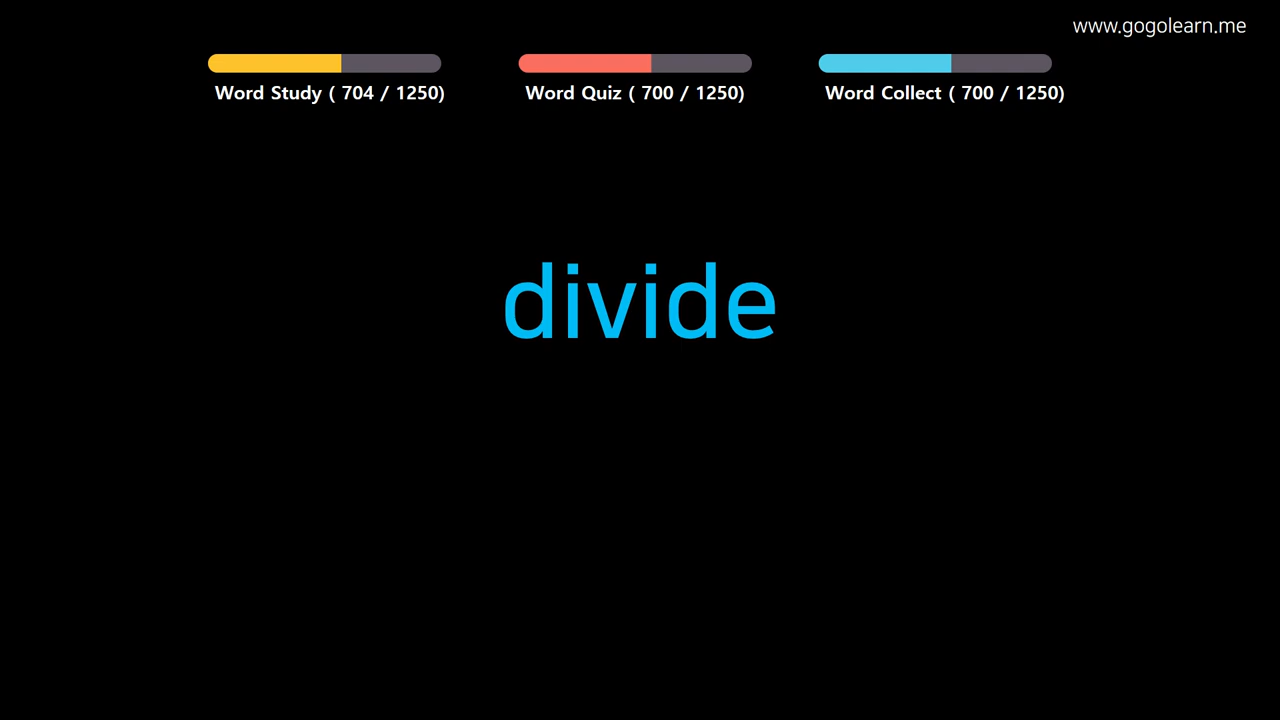 www.gogolearn.me
Word Study ( 704 / 1250)
Word Quiz ( 700 / 1250)
Word Collect ( 700 / 1250)
divide